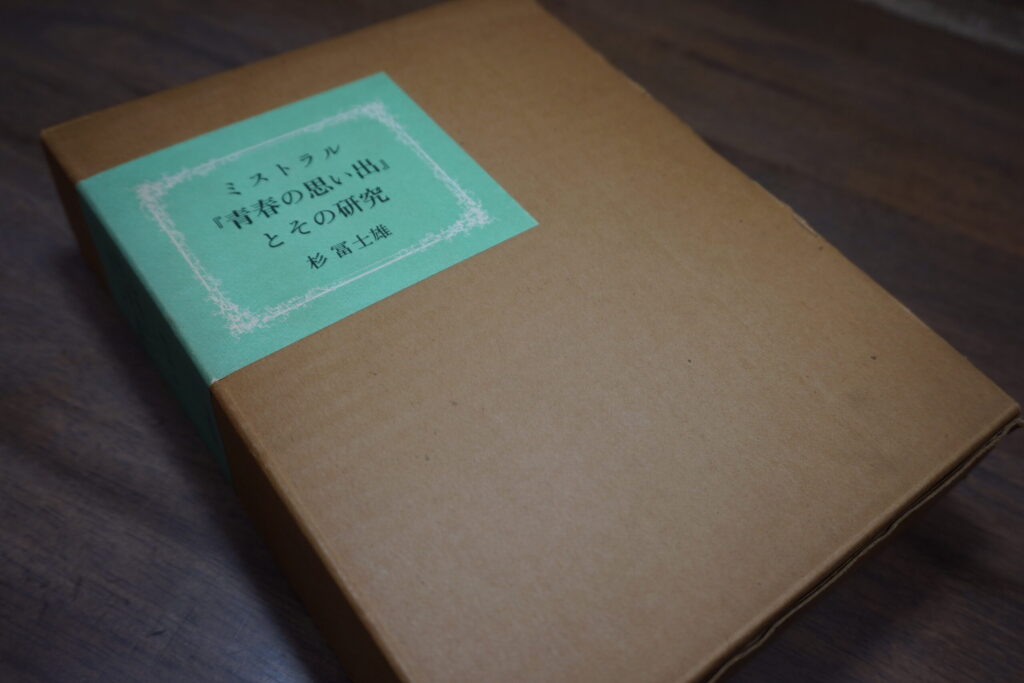 ミストラル
『青春の思い出』
とその研究
杉 冨士雄